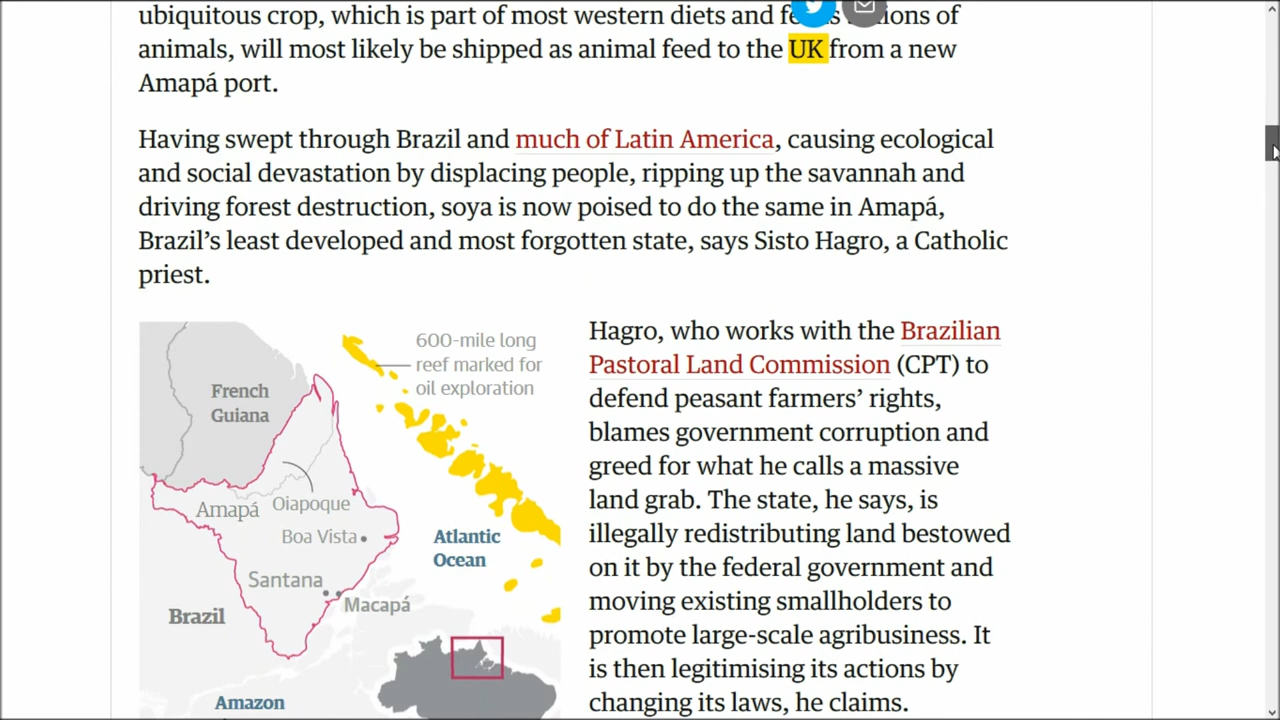 ubiquitous crop, which is part of most western diets and
animals, will most likely be shipped as animal feed to the UK from a new
Amapá port.
Having swept through Brazil and much of Latin America, causing ecological
and social devastation by displacing people, ripping up the savannah and
driving forest destruction, soya is now poised to do the same in Amapá,
Brazil’s least developed and most forgotten state, says Sisto Hagro, a Catholic
priest.
600-mile long
reef marked for
oil exploration
French
Guiana
Amapá
Oiapoque
Boa Vista
Atlantic
Ocean
Santana
Macapá
Brazil
Amazon
Hagro, who works with the Brazilian
Pastoral Land Commission (CPT) to
defend peasant farmers’ rights,
blames government corruption and
greed for what he calls a massive
land grab. The state, he says, is
illegally redistributing land bestowed
on it by the federal government and
moving existing smallholders to
promote large-scale agribusiness. It
is then legitimising its actions by
changing its laws, he claims.